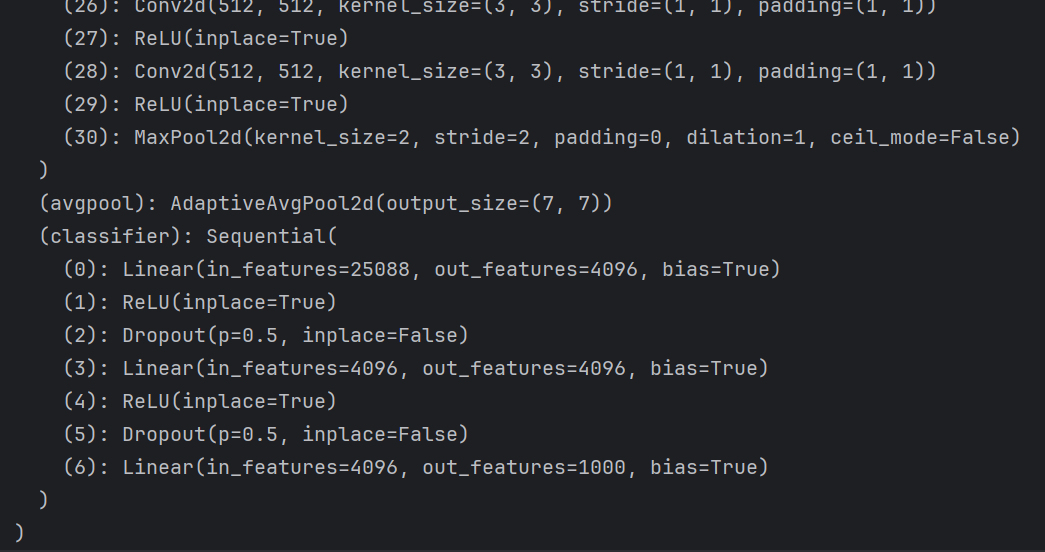 (26): Conv2d(512, 512, kernel_size=(3, 3), stride=(1, 1), padding=(1, 1))
(27): ReLU(inplace=True)
(28): Conv2d(512, 512, kernel_size=(3, 3), stride=(1, 1), padding=(1, 1))
(29): ReLU(inplace=True)
(30): MaxPool2d(kernel_size=2, stride=2, padding=0, dilation=1, ceil_mode=False)
)
(avgpool): AdaptiveAvgPool2d(output_size=(7, 7))
(classifier): Sequential(
(0): Linear(in_features=25088, out_features=4096, bias=True)
(1): ReLU(inplace=True)
(2): Dropout(p=0.5, inplace=False)
(3): Linear(in_features=4096, out_features=4096, bias=True)
(4): ReLU(inplace=True)
(5): Dropout(p=0.5, inplace=False)
(6): Linear(in_features=4096, out_features=1000, bias=True)
)
)